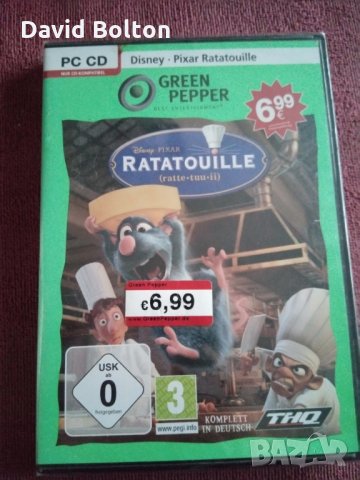 David Bolton
PC CD
NUR CD-KOMPATIBEL
Disney · Pixar Ratatouille
GREEN
PEPPER
BEST ENTERTAINMENT
6.99
€
Disney · PIXAR
RATATOUILLE
(ratte·tuu·ii)
Green Pepper
€6,99
www.GreenPepper.de
USK
ab
0
freigegeben
3
www.pegi.info
KOMPLETT
IN DEUTSCH
THQ
BAZAR